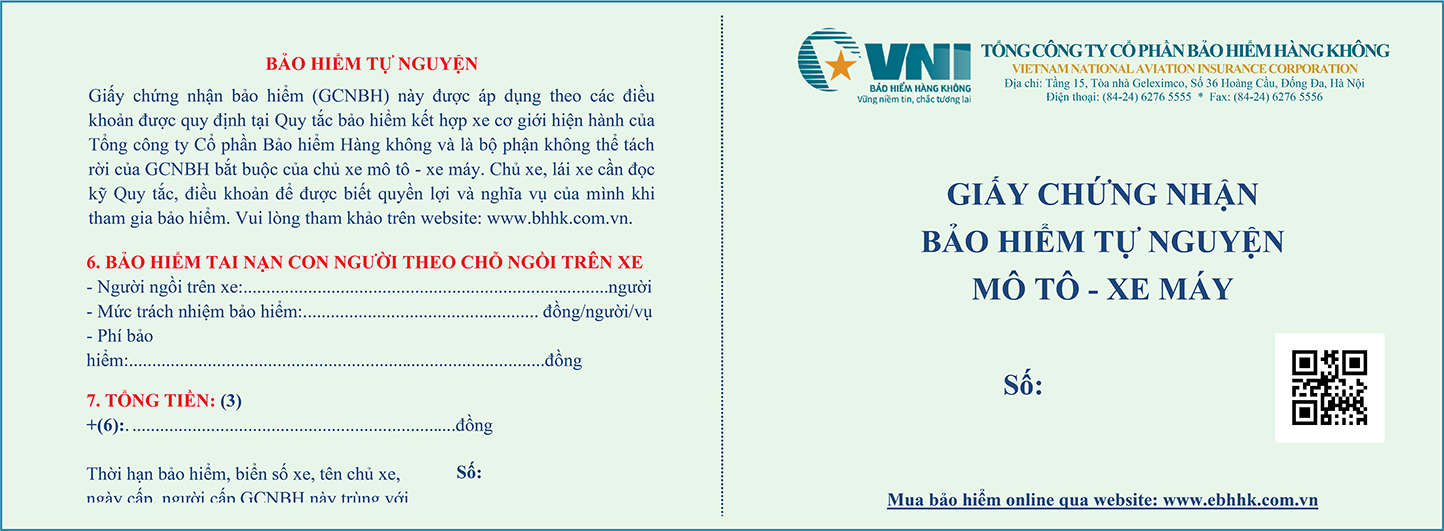 BẢO HIỂM TỰ NGUYỆN
Giấy chứng nhận bảo hiểm (GCNBH) này được áp dụng theo các điều
khoản được quy định tại Quy tắc bảo hiểm kết hợp xe cơ giới hiện hành của
Tổng công ty Cổ phần Bảo hiểm Hàng không và là bộ phận không thể tách
rời của GCNBH bắt buộc của chủ xe mô tô - xe máy. Chủ xe, lái xe cần đọc
kỹ Quy tắc, điều khoản để được biết quyền lợi và nghĩa vụ của mình khi
tham gia bảo hiểm. Vui lòng tham khảo trên website: www.bhhk.com.vn.
6. BẢO HIỂM TAI NẠN CON NGƯỜI THEO CHỖ NGỒI TRÊN XE
- Người ngồi trên xe:................................................................................người
- Mức trách nhiệm bảo hiểm:................................................... đồng/người/vụ
- Phí bảo
hiểm:...........................................................................................đồng
7. TỔNG TIỀN: (3)
+(6):. .......................................................................đồng
Thời hạn bảo hiểm, biển số xe, tên chủ xe,
ngày cấp, người cấp GCNBH này trùng với
Số:
VNI
BẢO HIỂM HÀNG KHÔNG
Vững niềm tin, chắc tương lai
TỔNG CÔNG TY CỔ PHẦN BẢO HIỂM HÀNG KHÔNG
VIETNAM NATIONAL AVIATION INSURANCE CORPORATION
Địa chỉ: Tầng 15, Tòa nhà Geleximco, Số 36 Hoàng Cầu, Đống Đa, Hà Nội
Điện thoại: (84-24) 6276 5555 * Fax: (84-24) 6276 5556
GIẤY CHỨNG NHẬN
BẢO HIỂM TỰ NGUYỆN
MÔ TÔ - XE MÁY
Số:
Mua bảo hiểm online qua website: www.ebhhk.com.vn